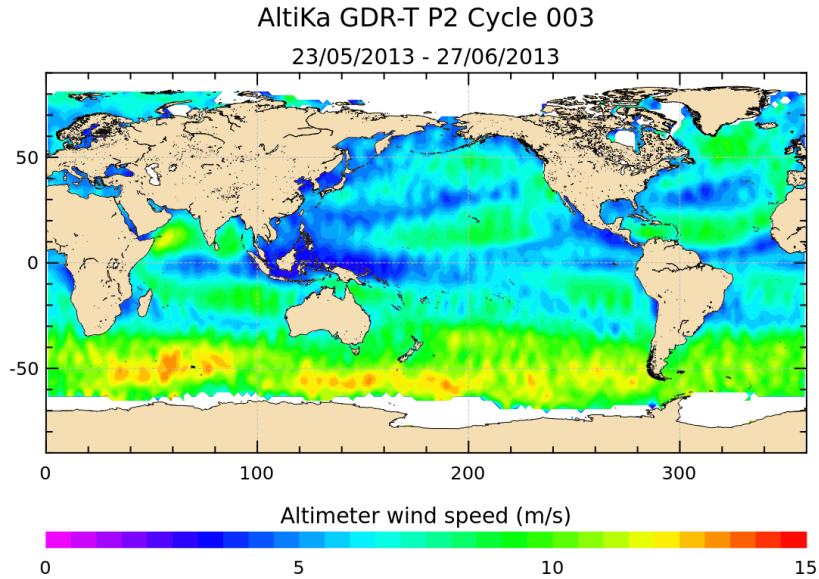 AltiKa GDR-T P2 Cycle 003
23/05/2013 - 27/06/2013
50
0
-50
0 100 200 300
Altimeter wind speed (m/s)
0 5 10 15